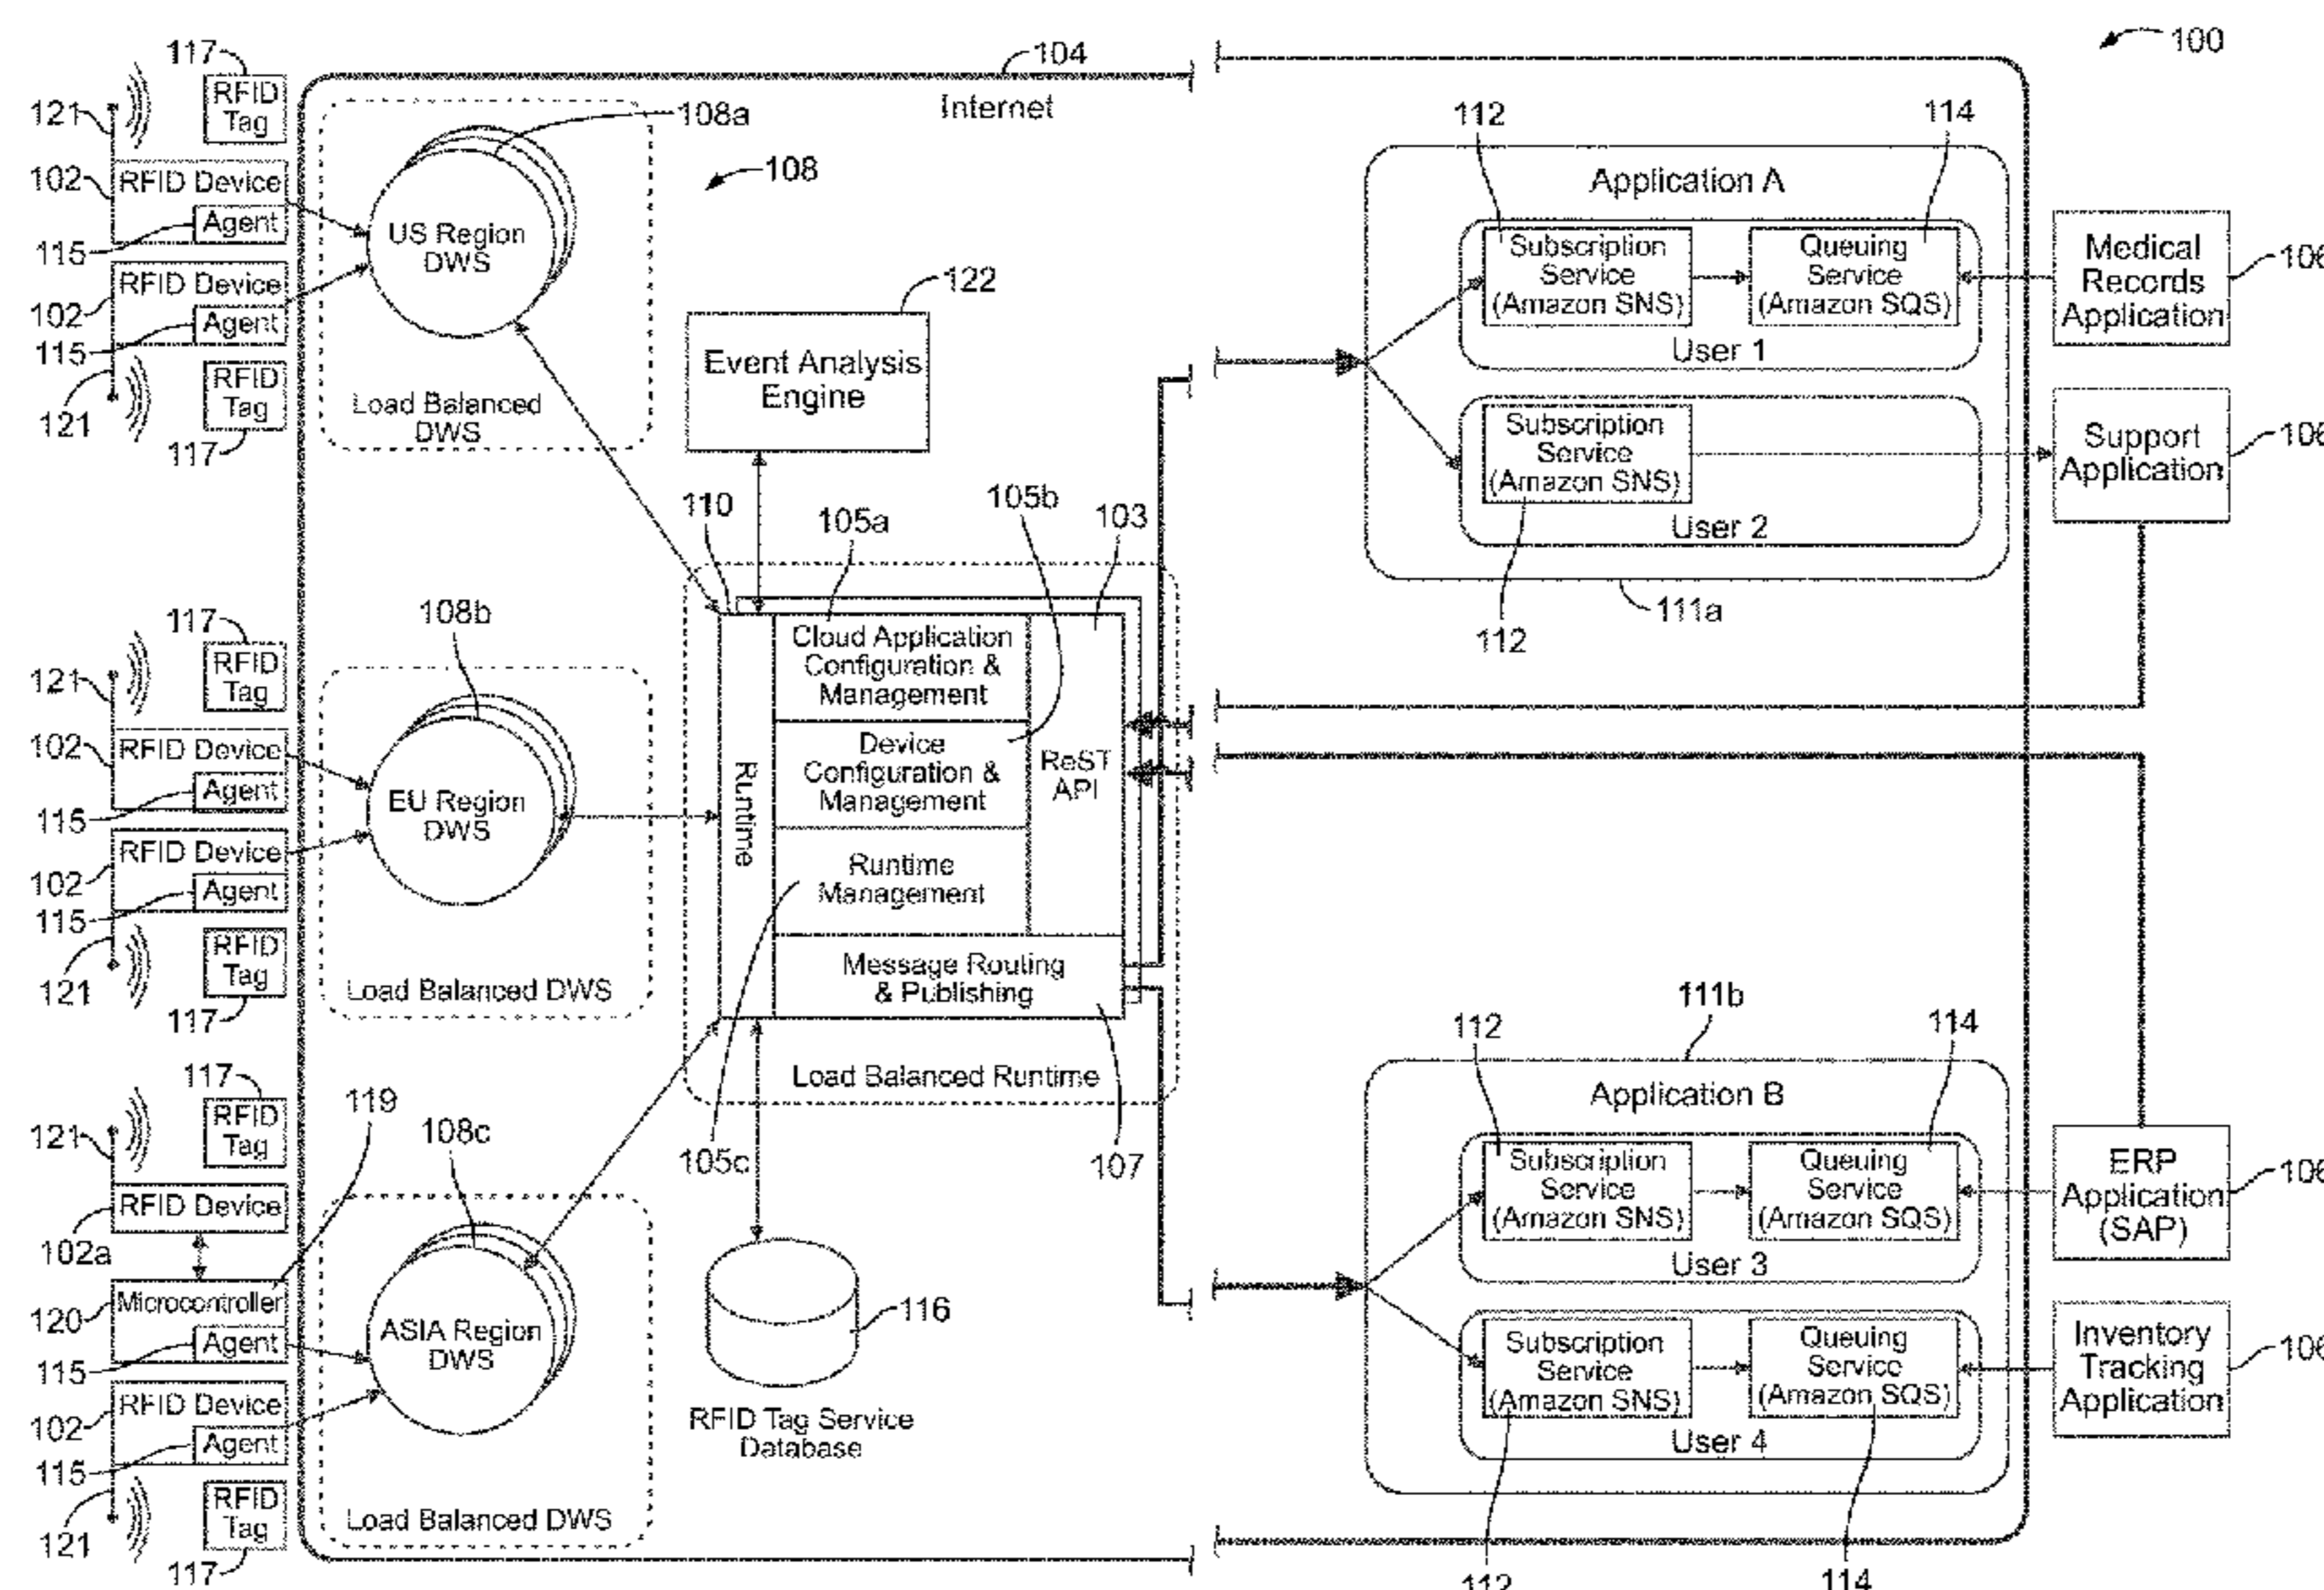 100
117
RFID
Tag
121
102
RFID Device
Agent
115
RFID Device
102
Agent
115
RFID
Tag
121
117
104
Internet
108a
108
US Region
DWS
Load Balanced
DWS
122
Event Analysis
Engine
110
105a
105b
103
117
RFID
Tag
121
102
RFID Device
Agent
115
RFID Device
102
Agent
115
RFID
Tag
121
117
108b
EU Region
DWS
Load Balanced DWS
Runtime
Cloud Application
Configuration &
Management
Device
Configuration &
Management
Runtime
Management
ReST
API
Message Routing
& Publishing
Load Balanced Runtime
105c
107
117
RFID
Tag
121
119
RFID Device
102a
Microcontroller
120
Agent
115
RFID Device
102
Agent
115
RFID
Tag
121
117
108c
ASIA Region
DWS
Load Balanced DWS
116
RFID Tag Service
Database
112
114
Application A
Subscription
Service
(Amazon SNS)
Queuing
Service
(Amazon SQS)
User 1
Subscription
Service
(Amazon SNS)
User 2
112
111a
Medical
Records
Application
106
Support
Application
106
111b
112
114
Application B
Subscription
Service
(Amazon SNS)
Queuing
Service
(Amazon SQS)
User 3
Subscription
Service
(Amazon SNS)
Queuing
Service
(Amazon SQS)
User 4
112
114
ERP
Application
(SAP)
106
Inventory
Tracking
Application
106